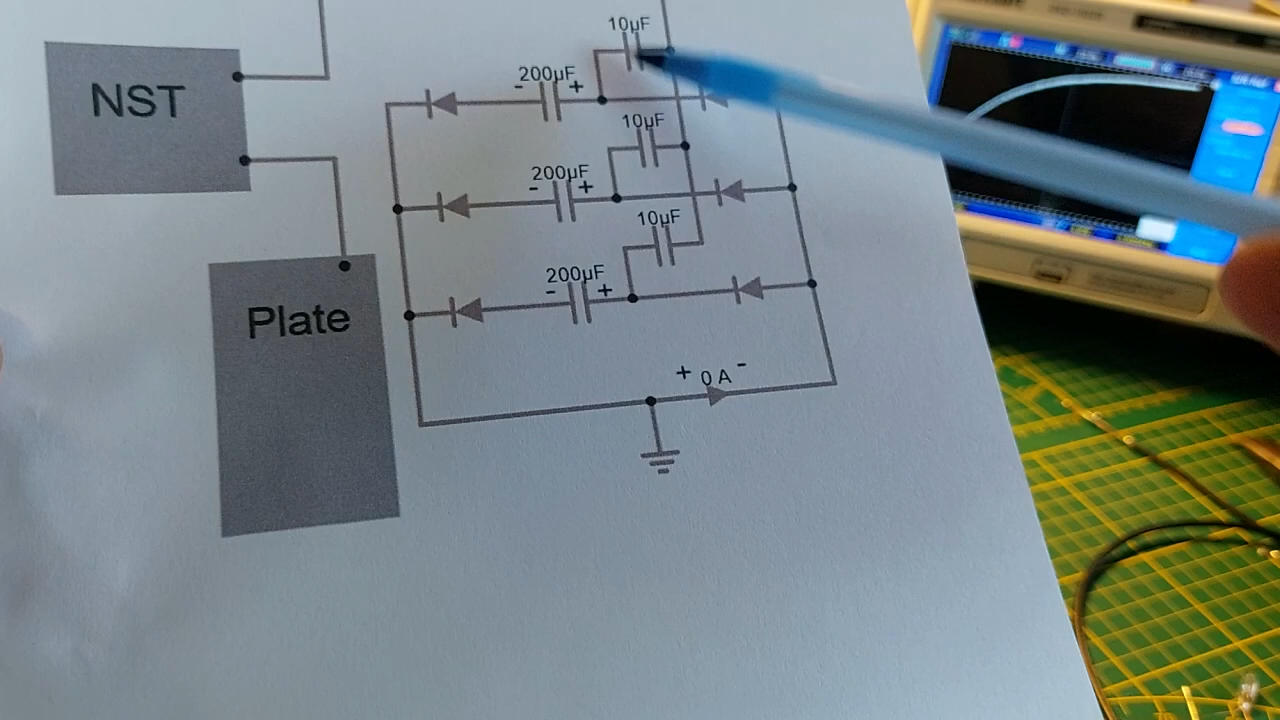 10µF
NST
- 200µF +
10µF
- 200µF +
10µF
- 200µF +
Plate
+ 0 A -